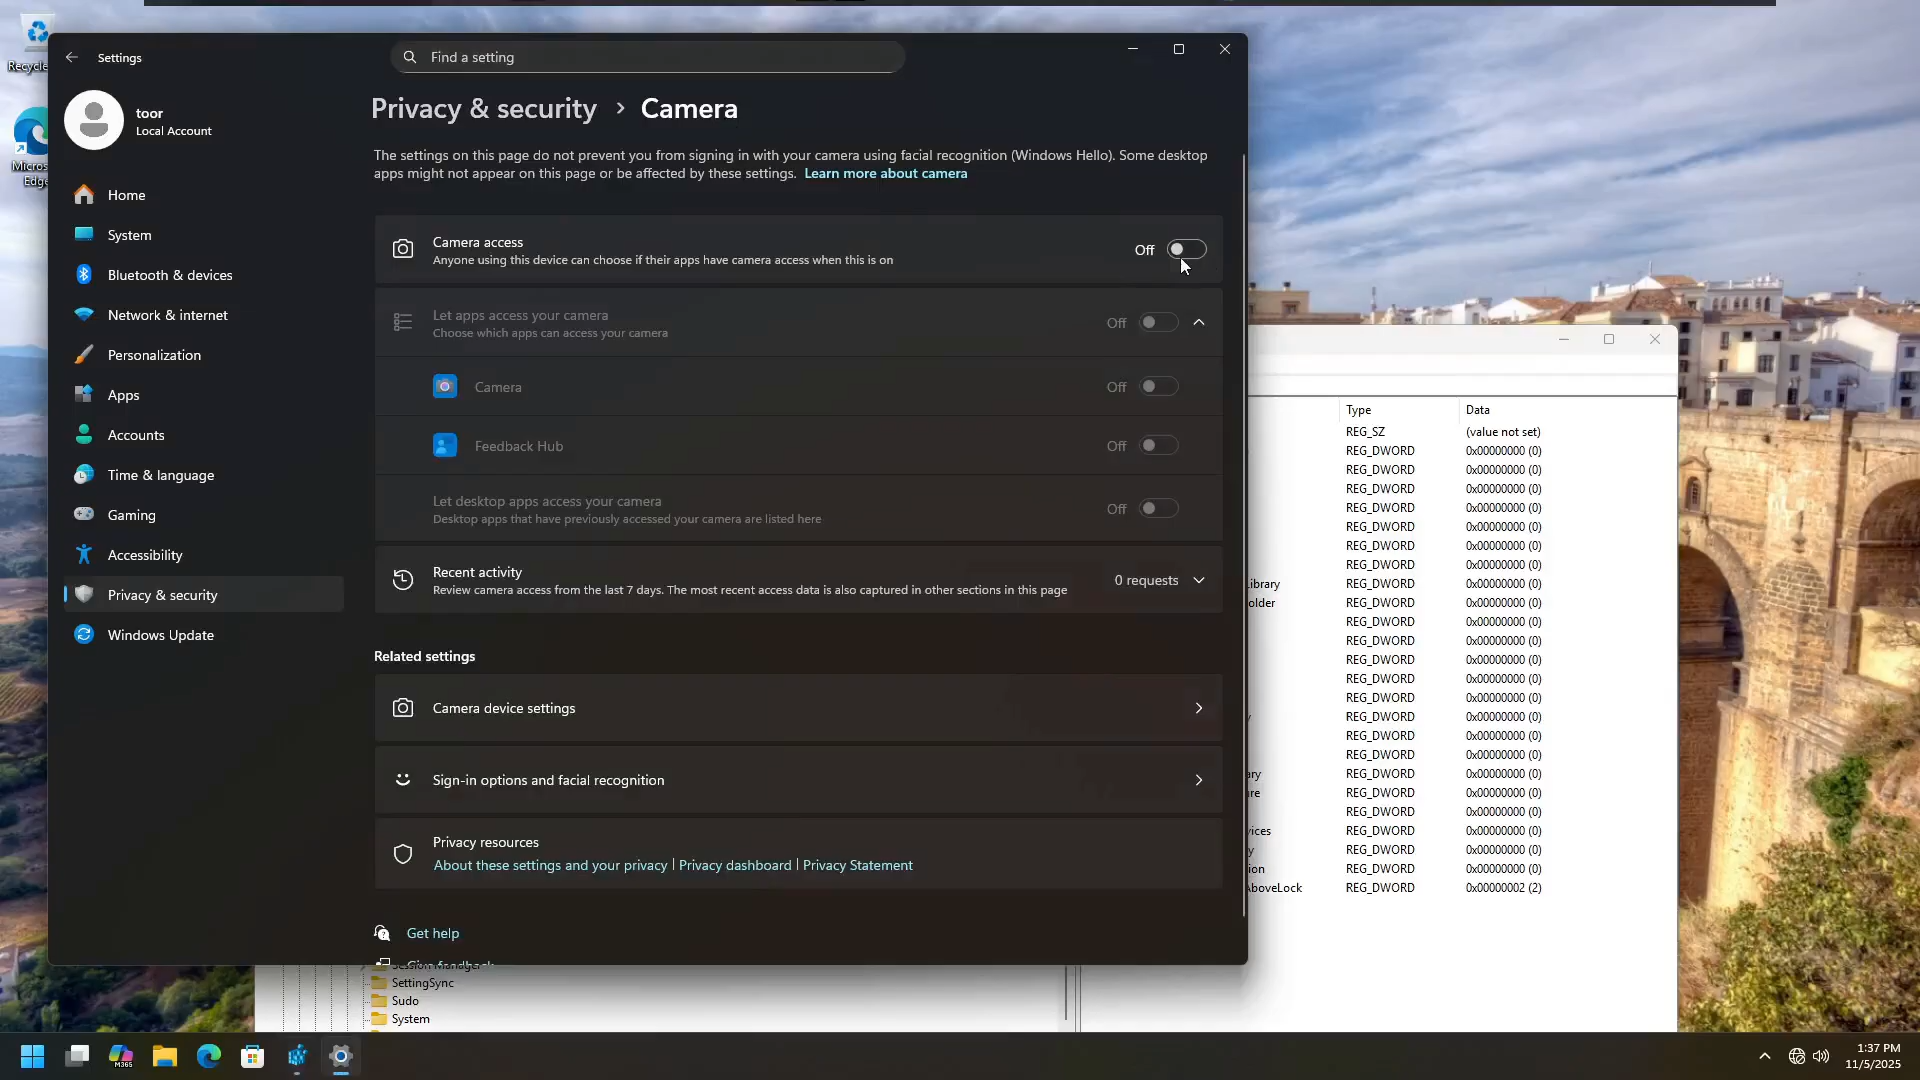 Recycle
Micros
Edge
Settings
Find a setting
toor
Local Account
Home
System
Bluetooth & devices
Network & internet
Personalization
Apps
Accounts
Time & language
Gaming
Accessibility
Privacy & security
Windows Update
Privacy & security › Camera
The settings on this page do not prevent you from signing in with your camera using facial recognition (Windows Hello). Some desktop
apps might not appear on this page or be affected by these settings. Learn more about camera
Camera access
Anyone using this device can choose if their apps have camera access when this is on
Off
Let apps access your camera
Choose which apps can access your camera
Off
Camera
Off
Feedback Hub
Off
Let desktop apps access your camera
Desktop apps that have previously accessed your camera are listed here
Off
Recent activity
Review camera access from the last 7 days. The most recent access data is also captured in other sections in this page
0 requests
Related settings
Camera device settings
Sign-in options and facial recognition
Privacy resources
About these settings and your privacy | Privacy dashboard | Privacy Statement
Get help
Give feedback
Session Manager
SettingSync
Sudo
System
Type Data
REG_SZ (value not set)
REG_DWORD 0x00000000 (0)
REG_DWORD 0x00000000 (0)
REG_DWORD 0x00000000 (0)
REG_DWORD 0x00000000 (0)
REG_DWORD 0x00000000 (0)
REG_DWORD 0x00000000 (0)
REG_DWORD 0x00000000 (0)
ibrary REG_DWORD 0x00000000 (0)
older REG_DWORD 0x00000000 (0)
REG_DWORD 0x00000000 (0)
REG_DWORD 0x00000000 (0)
REG_DWORD 0x00000000 (0)
REG_DWORD 0x00000000 (0)
REG_DWORD 0x00000000 (0)
y REG_DWORD 0x00000000 (0)
REG_DWORD 0x00000000 (0)
REG_DWORD 0x00000000 (0)
ary REG_DWORD 0x00000000 (0)
ure REG_DWORD 0x00000000 (0)
REG_DWORD 0x00000000 (0)
vices REG_DWORD 0x00000000 (0)
y REG_DWORD 0x00000000 (0)
ion REG_DWORD 0x00000000 (0)
AboveLock REG_DWORD 0x00000002 (2)
M365
1:37 PM
11/5/2025